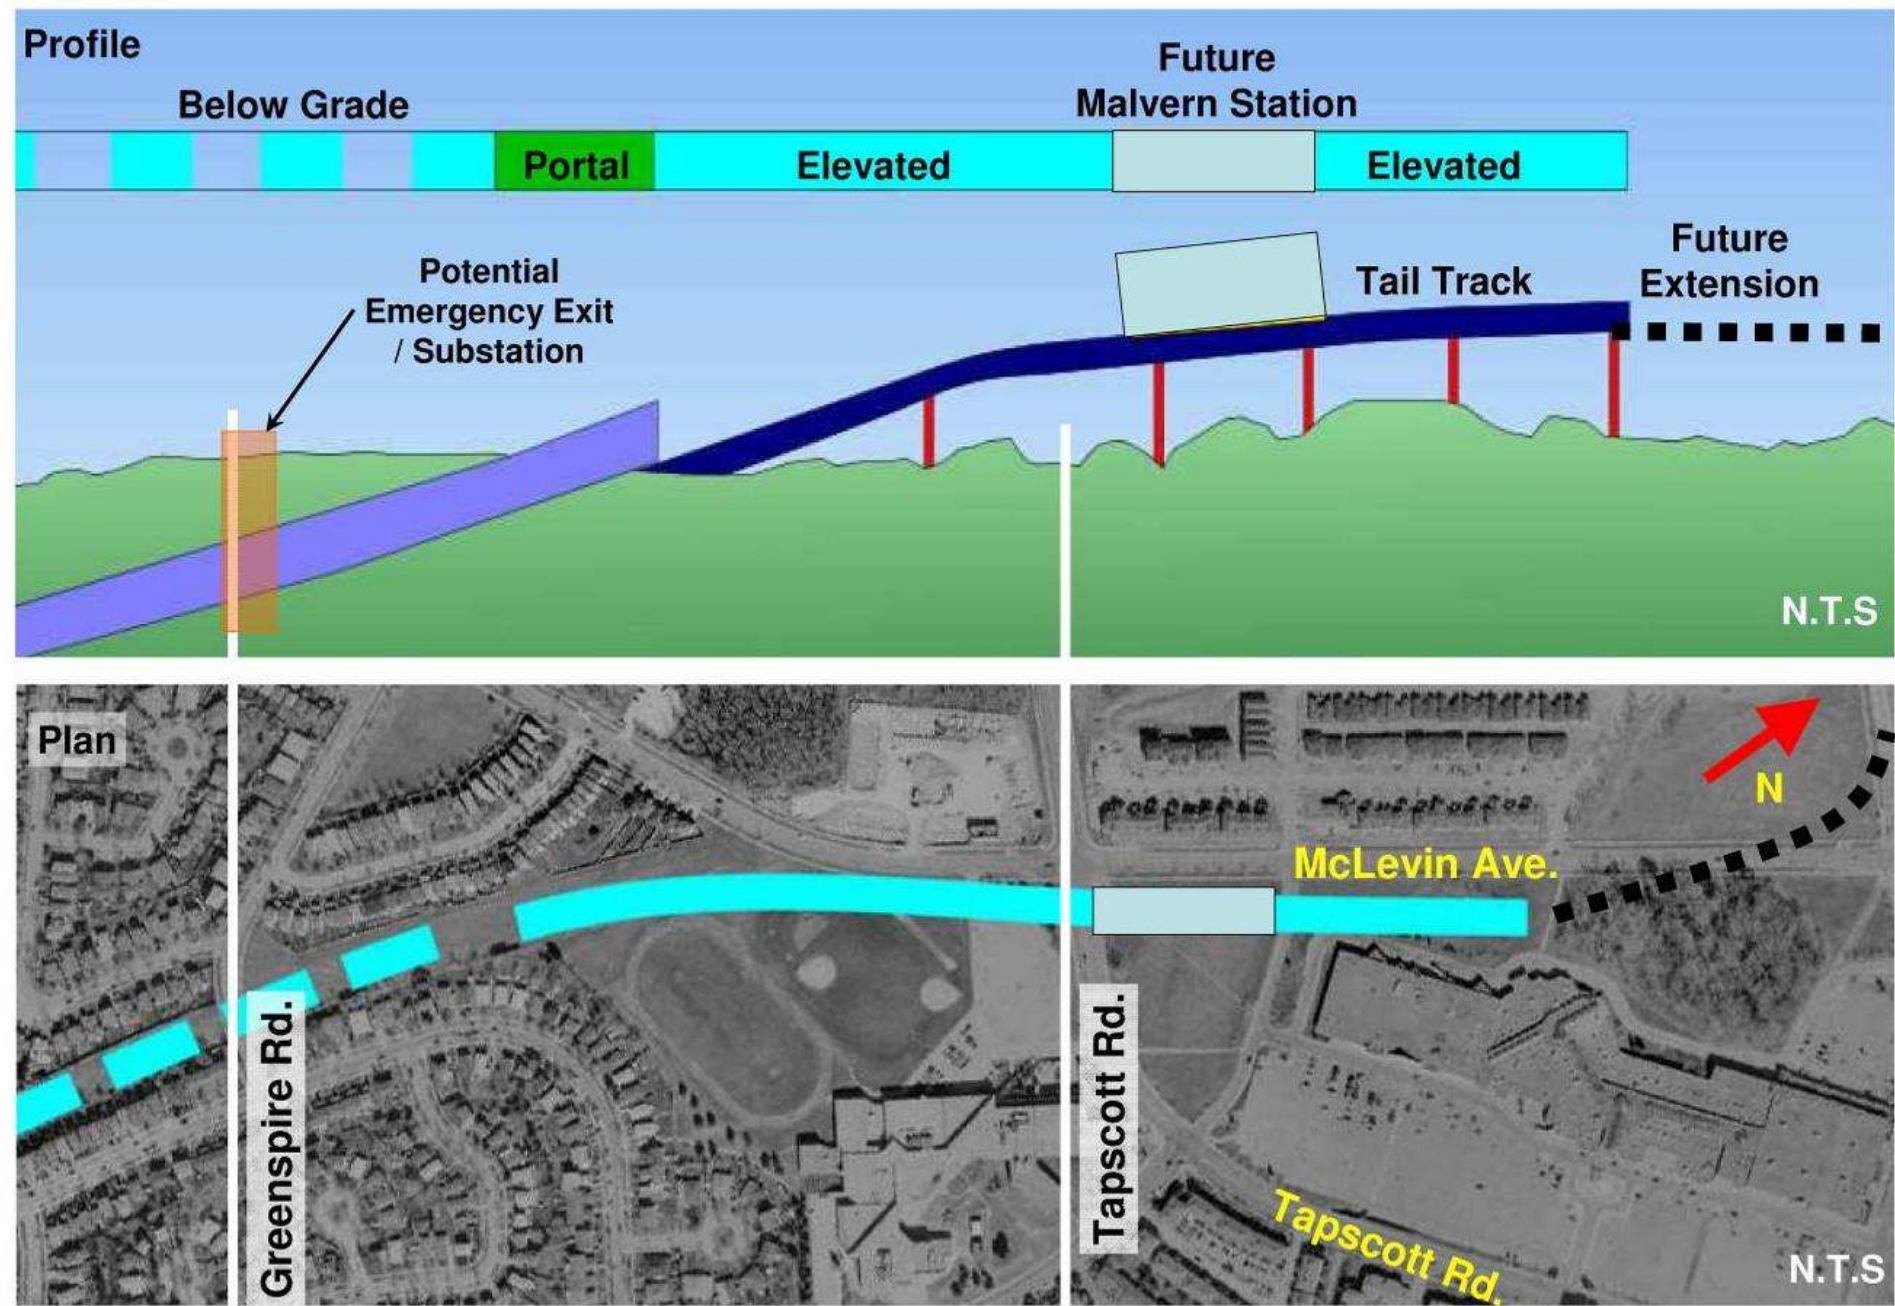 Profile
Future
Malvern Station
Below Grade
Portal
Elevated
Elevated
Future
Extension
Potential
Emergency Exit
/ Substation
Tail Track
N.T.S
Plan
N
McLevin Ave.
Greenspire Rd.
Tapscott Rd.
Tapscott Rd.
N.T.S